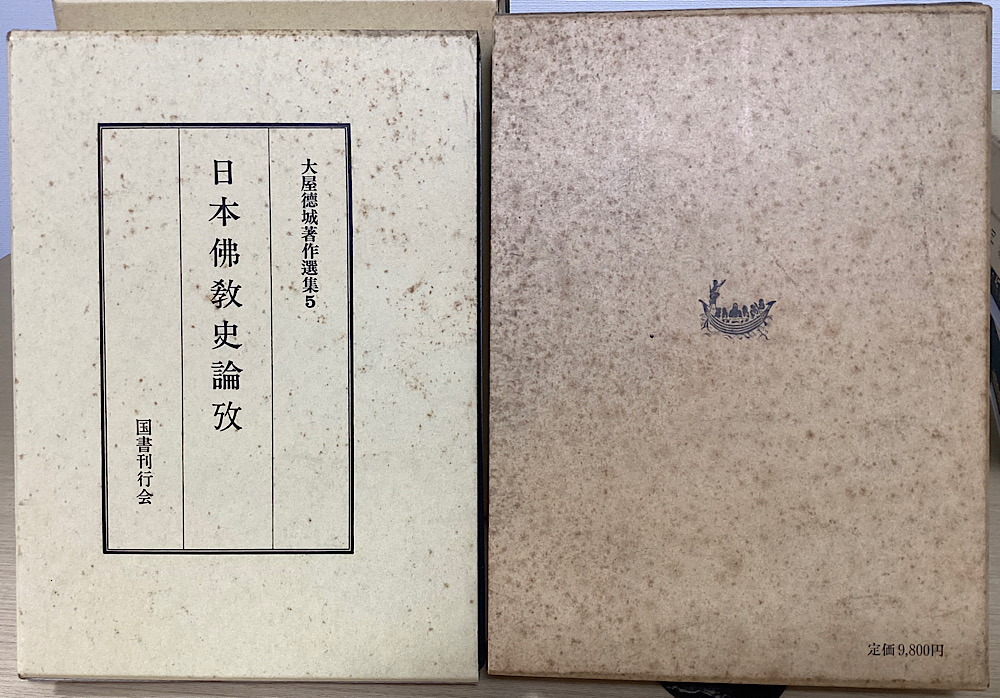 大屋德城著作選集5
日本佛敎史論攷
国書刊行会
定価9,800円